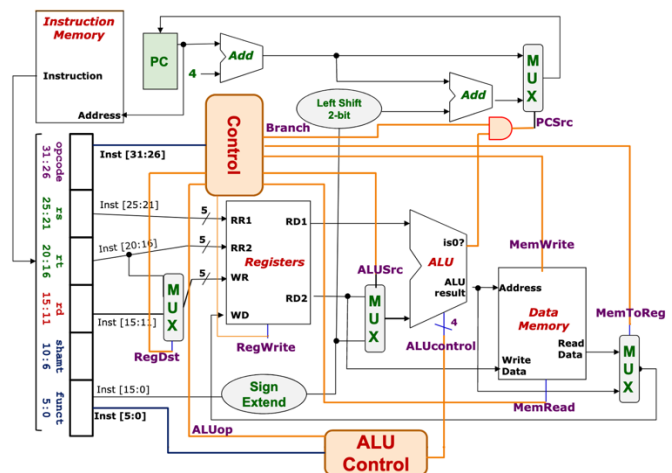 Instruction
Memory
Instruction
Address
PC
4
Add
Left Shift
2-bit
Add
MUX
PCSrc
Control
Branch
opcode
31:26
Inst [31:26]
rs
25:21
Inst [25:21]
5
RR1
rt
20:16
Inst [20:16]
5
RR2
5
WR
WD
Registers
RD1
RD2
RegWrite
rd
15:11
Inst [15:11]
MUX
RegDst
shamt
10:6
funct
5:0
Inst [15:0]
Inst [5:0]
Sign
Extend
ALUSrc
MUX
is0?
ALU
ALU
result
4
ALUcontrol
MemWrite
Address
Data
Memory
Read
Data
Write
Data
MemRead
MemToReg
MUX
ALUop
ALU
Control